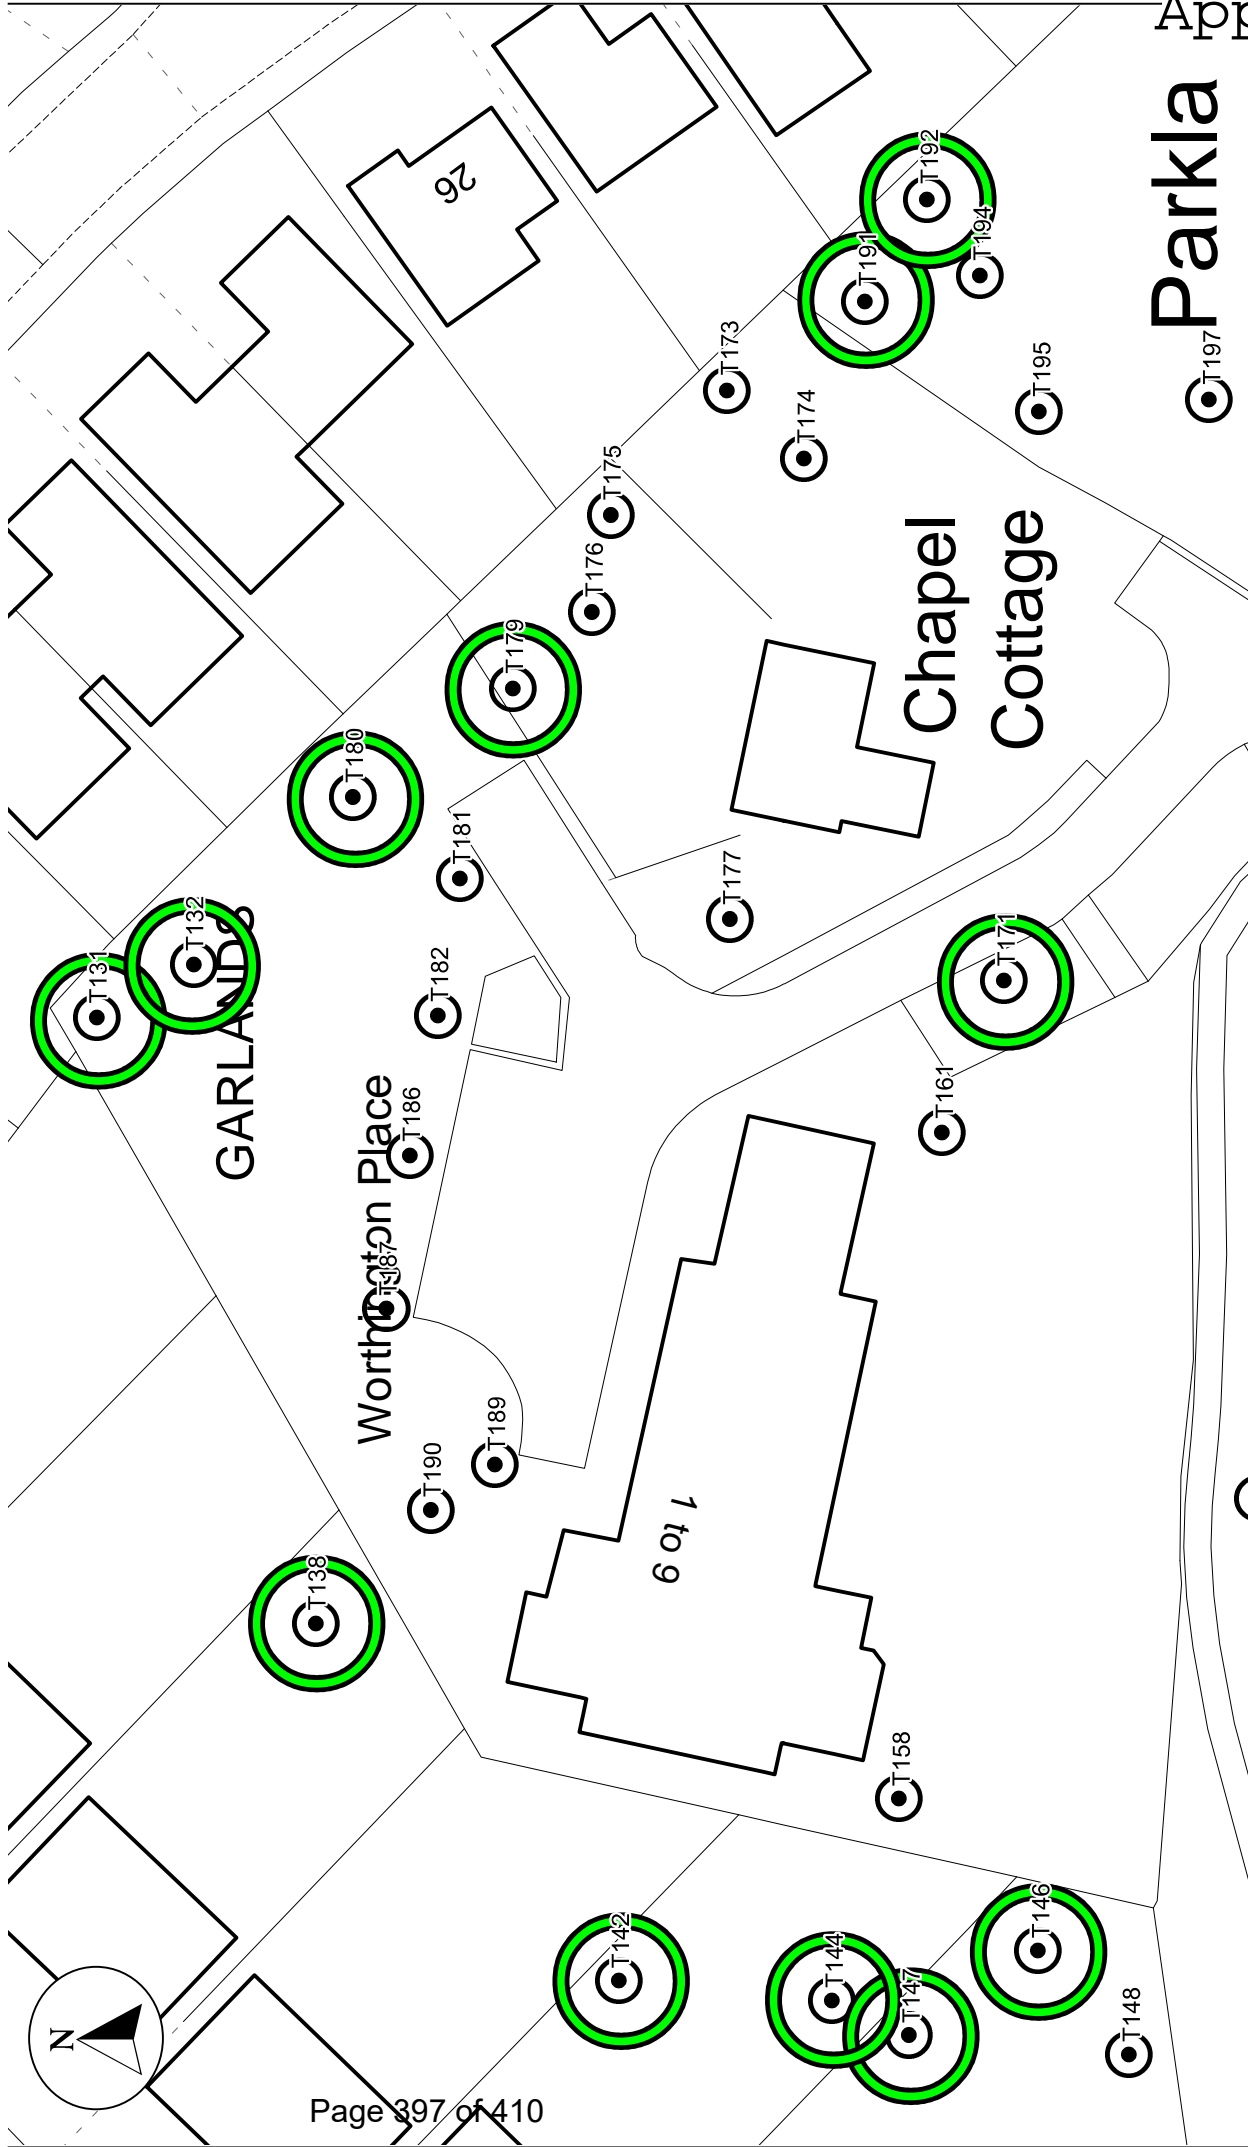 App
Parkla
26
T192
T191
T194
T173
T195
T197
T174
T175
T176
Chapel
Cottage
T179
T180
T181
T177
T131
T132
GARLANDS
T182
T171
T161
T186
Worthington Place
T187
T189
T190
1 to 9
T138
T158
T142
T144
T146
T147
T148
N
Page 397 of 410